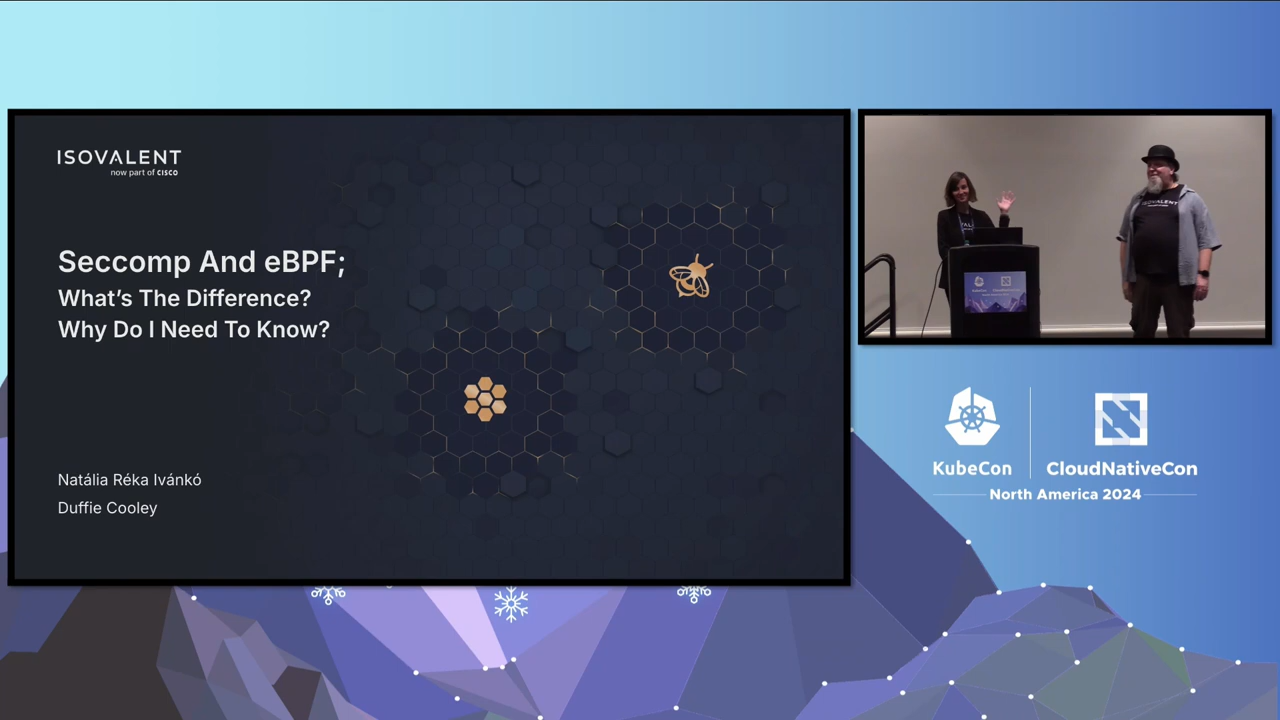 ISOVALENT
now part of CISCO
Seccomp And eBPF;
What's The Difference?
Why Do I Need To Know?
Natália Réka Ivánkó
Duffie Cooley
ISOVALENT
KubeCon
CloudNativeCon
North America 2024